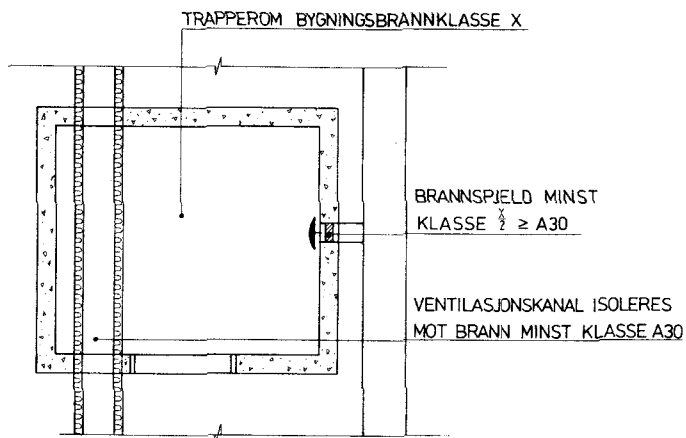 TRAPPEROM BYGNINGSBRANNKLASSE X
BRANNSPJELD MINST
KLASSE X/2 ≥ A30
VENTILASJONSKANAL ISOLERES
MOT BRANN MINST KLASSE A30